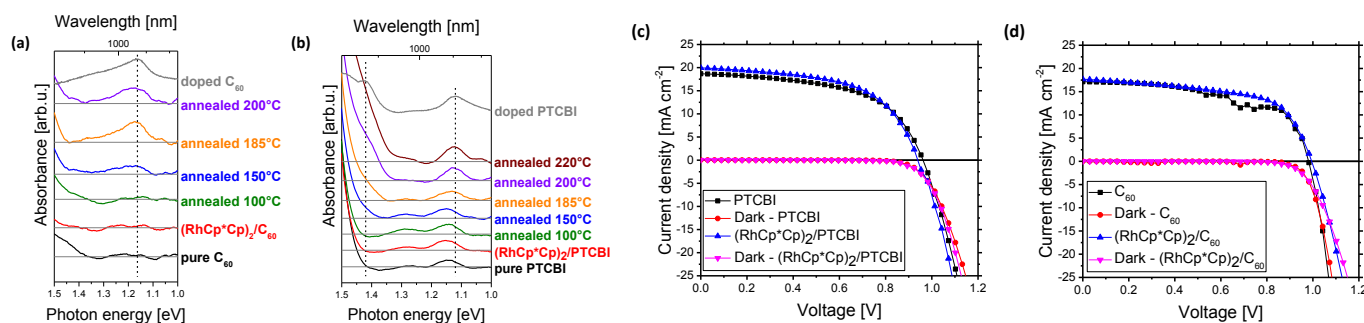 (a)
Wavelength [nm]
1000
Absorbance [arb.u.]
doped C60
annealed 200°C
annealed 185°C
annealed 150°C
annealed 100°C
(RhCp*Cp)2/C60
pure C60
1.5 1.4 1.3 1.2 1.1 1.0
Photon energy [eV]
(b)
Wavelength [nm]
1000
Absorbance [arb.u.]
doped PTCBI
annealed 220°C
annealed 200°C
annealed 185°C
annealed 150°C
annealed 100°C
(RhCp*Cp)2/PTCBI
pure PTCBI
1.5 1.4 1.3 1.2 1.1 1.0
Photon energy [eV]
(c)
Current density [mA cm-2]
25
20
15
10
5
0
-5
-10
-15
-20
-25
PTCBI
Dark - PTCBI
(RhCp*Cp)2/PTCBI
Dark - (RhCp*Cp)2/PTCBI
0.0 0.2 0.4 0.6 0.8 1.0 1.2
Voltage [V]
(d)
Current density [mA cm-2]
25
20
15
10
5
0
-5
-10
-15
-20
-25
C60
Dark - C60
(RhCp*Cp)2/C60
Dark - (RhCp*Cp)2/C60
0.0 0.2 0.4 0.6 0.8 1.0 1.2
Voltage [V]